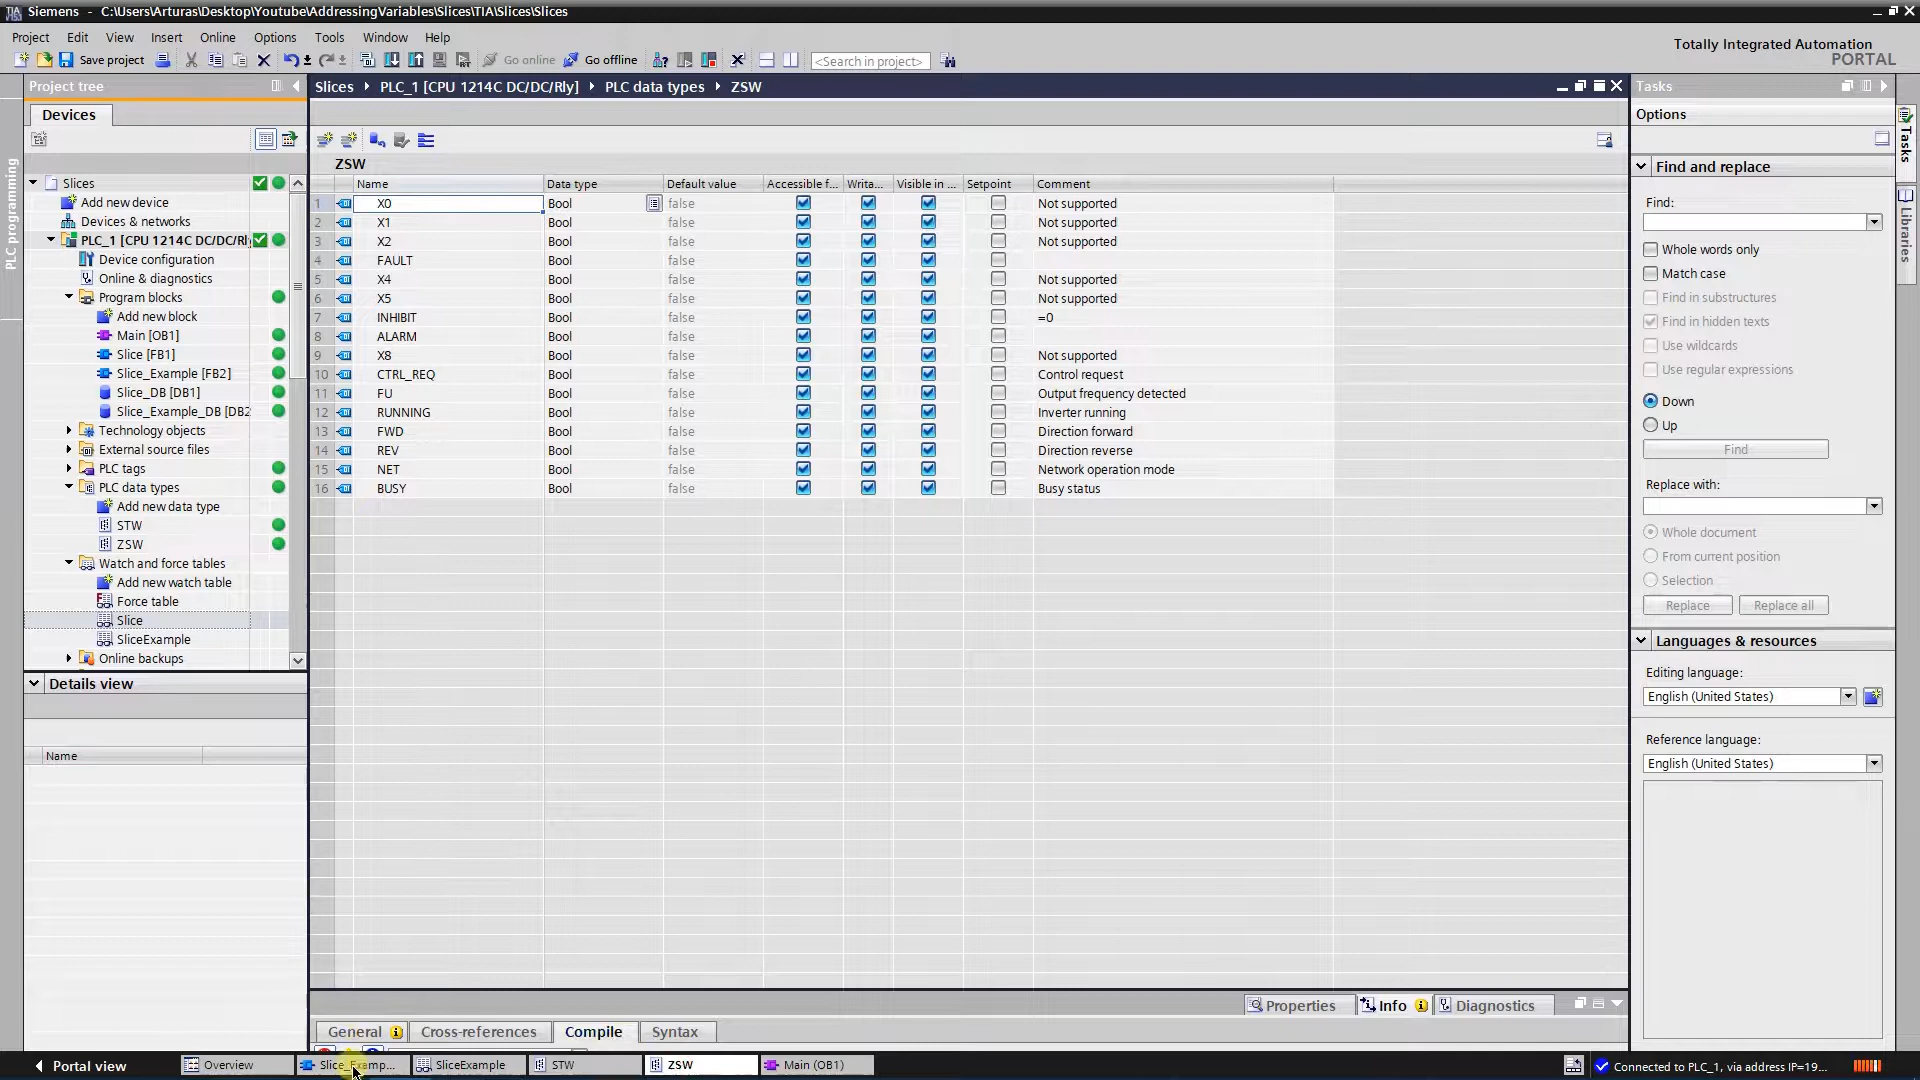 Siemens - C:\Users\Arturas\Desktop\Youtube\AddressingVariables\Slices\TIA\Slices\Slices
Project Edit View Insert Online Options Tools Window Help
Totally Integrated Automation
PORTAL
Save project Go online Go offline <Search in project>
Project tree
Slices PLC_1 [CPU 1214C DC/DC/Rly] PLC data types ZSW
Tasks
Devices
Options
PLC programming
Tasks
Libraries
Slices
Add new device
Devices & networks
PLC_1 [CPU 1214C DC/DC/Rl
Device configuration
Online & diagnostics
Program blocks
Add new block
Main [OB1]
Slice [FB1]
Slice_Example [FB2]
Slice_DB [DB1]
Slice_Example_DB [DB2
Technology objects
External source files
PLC tags
PLC data types
Add new data type
STW
ZSW
Watch and force tables
Add new watch table
Force table
Slice
SliceExample
Online backups
Details view
Name
ZSW
Name Data type Default value Accessible f... Writa... Visible in ... Setpoint Comment
1 X0 Bool false Not supported
2 X1 Bool false Not supported
3 X2 Bool false Not supported
4 FAULT Bool false
5 X4 Bool false Not supported
6 X5 Bool false Not supported
7 INHIBIT Bool false =0
8 ALARM Bool false
9 X8 Bool false Not supported
10 CTRL_REQ Bool false Control request
11 FU Bool false Output frequency detected
12 RUNNING Bool false Inverter running
13 FWD Bool false Direction forward
14 REV Bool false Direction reverse
15 NET Bool false Network operation mode
16 BUSY Bool false Busy status
Find and replace
Find:
Whole words only
Match case
Find in substructures
Find in hidden texts
Use wildcards
Use regular expressions
Down
Up
Find
Replace with:
Whole document
From current position
Selection
Replace Replace all
Languages & resources
Editing language:
English (United States)
Reference language:
English (United States)
Properties Info Diagnostics
General Cross-references Compile Syntax
Portal view Overview Slice_Examp... SliceExample STW ZSW Main (OB1) Connected to PLC_1, via address IP=19...